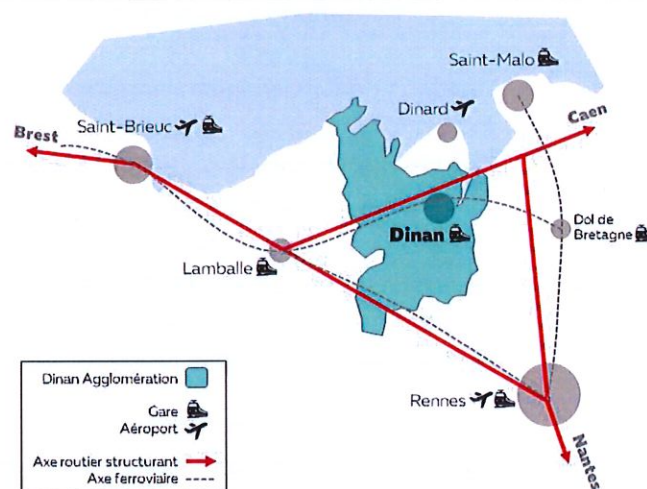 Saint-Malo
Dinard
Caen
Saint-Brieuc
Brest
Dinan
Dol de
Bretagne
Lamballe
Rennes
Nantes
Dinan Agglomération
Gare
Aéroport
Axe routier structurant
Axe ferroviaire